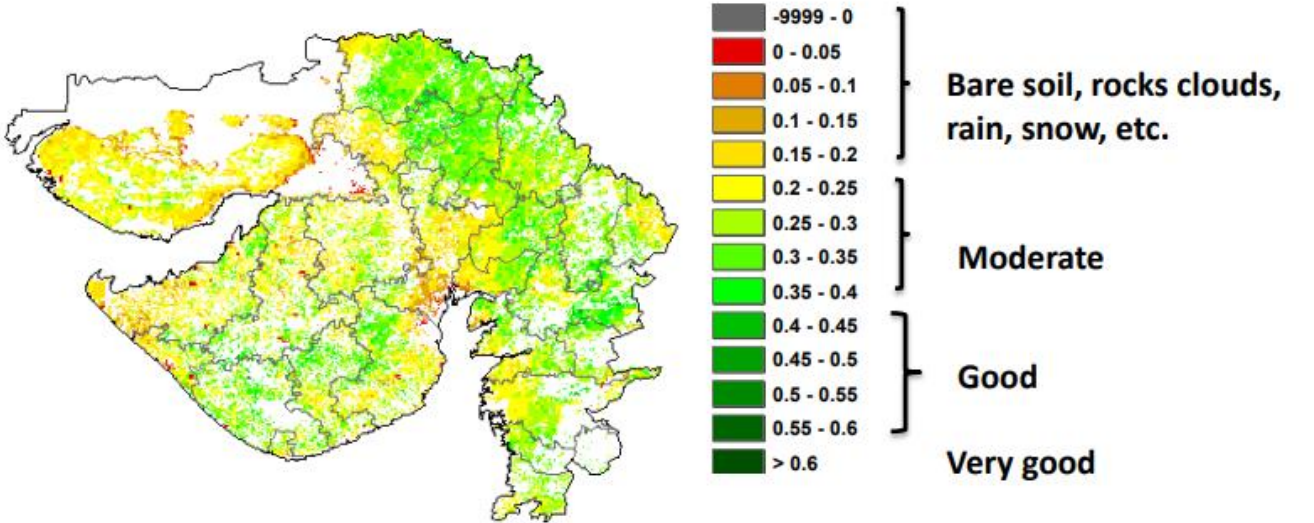 -9999 - 0
0 - 0.05
0.05 - 0.1
0.1 - 0.15
0.15 - 0.2
Bare soil, rocks clouds,
rain, snow, etc.
0.2 - 0.25
0.25 - 0.3
0.3 - 0.35
0.35 - 0.4
Moderate
0.4 - 0.45
0.45 - 0.5
0.5 - 0.55
0.55 - 0.6
Good
> 0.6
Very good